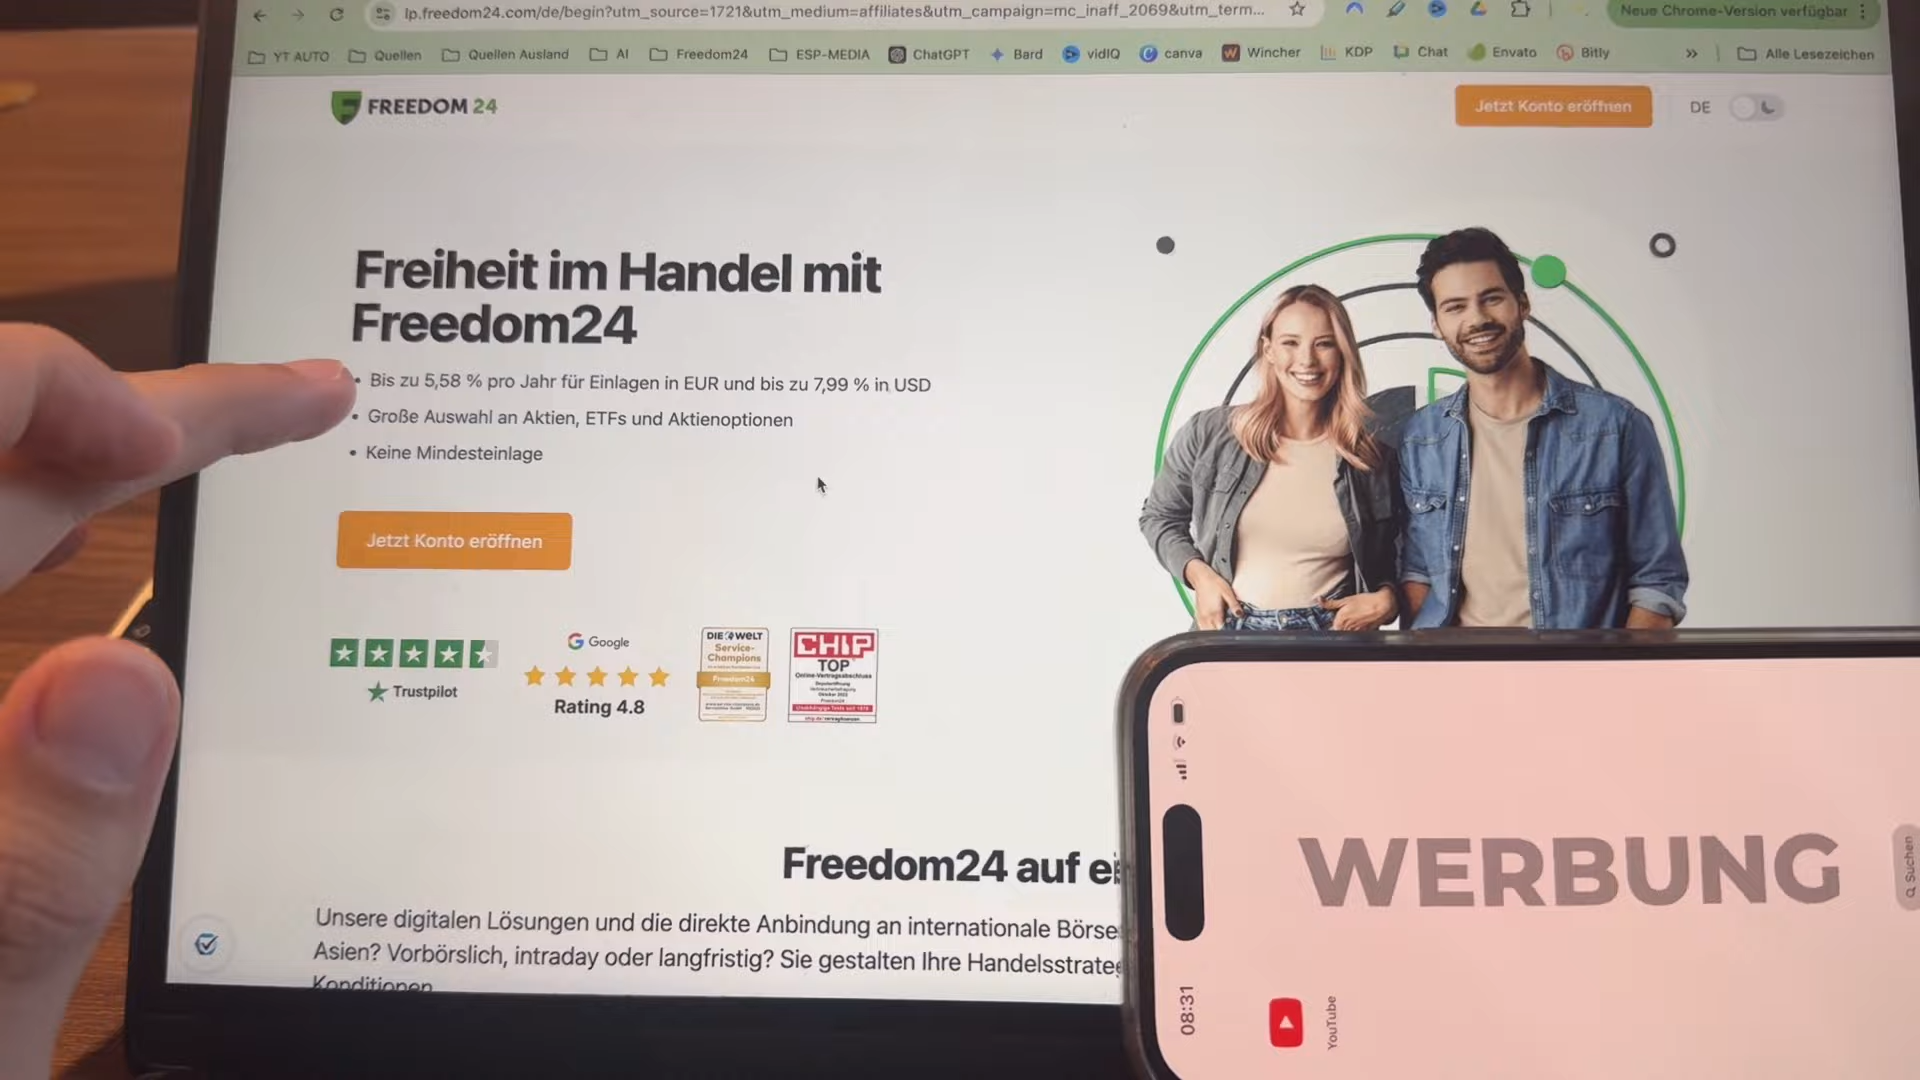 lp.freedom24.com/de/begin?utm_source=1721&utm_medium=affiliates&utm_campaign=mc_inaff_2069&utm_term...
Neue Chrome-Version verfügbar
YT AUTO
Quellen
Quellen Ausland
AI
Freedom24
ESP-MEDIA
ChatGPT
Bard
vidIQ
canva
Wincher
KDP
Chat
Envato
Bitly
»
Alle Lesezeichen
FREEDOM 24
Jetzt Konto eröffnen
DE
Freiheit im Handel mit
Freedom24
• Bis zu 5,58 % pro Jahr für Einlagen in EUR und bis zu 7,99 % in USD
• Große Auswahl an Aktien, ETFs und Aktienoptionen
• Keine Mindesteinlage
Jetzt Konto eröffnen
Trustpilot
Google
Rating 4.8
DIE WELT
Service-
Champions
Freedom24
CHIP
TOP
Online-Vertragsabschluss
Freedom24 auf ei
Unsere digitalen Lösungen und die direkte Anbindung an internationale Börse
Asien? Vorbörslich, intraday oder langfristig? Sie gestalten Ihre Handelsstrate
Konditionen
WERBUNG
Suchen
08:31
YouTube